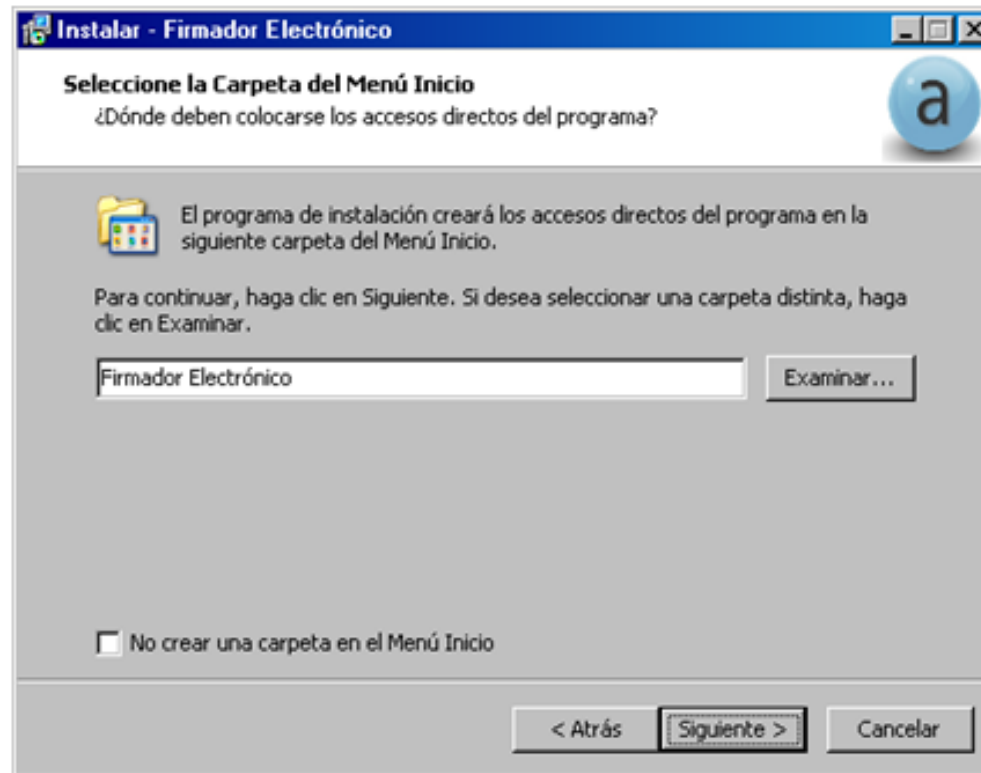 Instalar - Firmador Electrónico
Seleccione la Carpeta del Menú Inicio
¿Dónde deben colocarse los accesos directos del programa?
a
El programa de instalación creará los accesos directos del programa en la
siguiente carpeta del Menú Inicio.
Para continuar, haga clic en Siguiente. Si desea seleccionar una carpeta distinta, haga
clic en Examinar.
Firmador Electrónico
Examinar...
No crear una carpeta en el Menú Inicio
< Atrás
Siguiente >
Cancelar